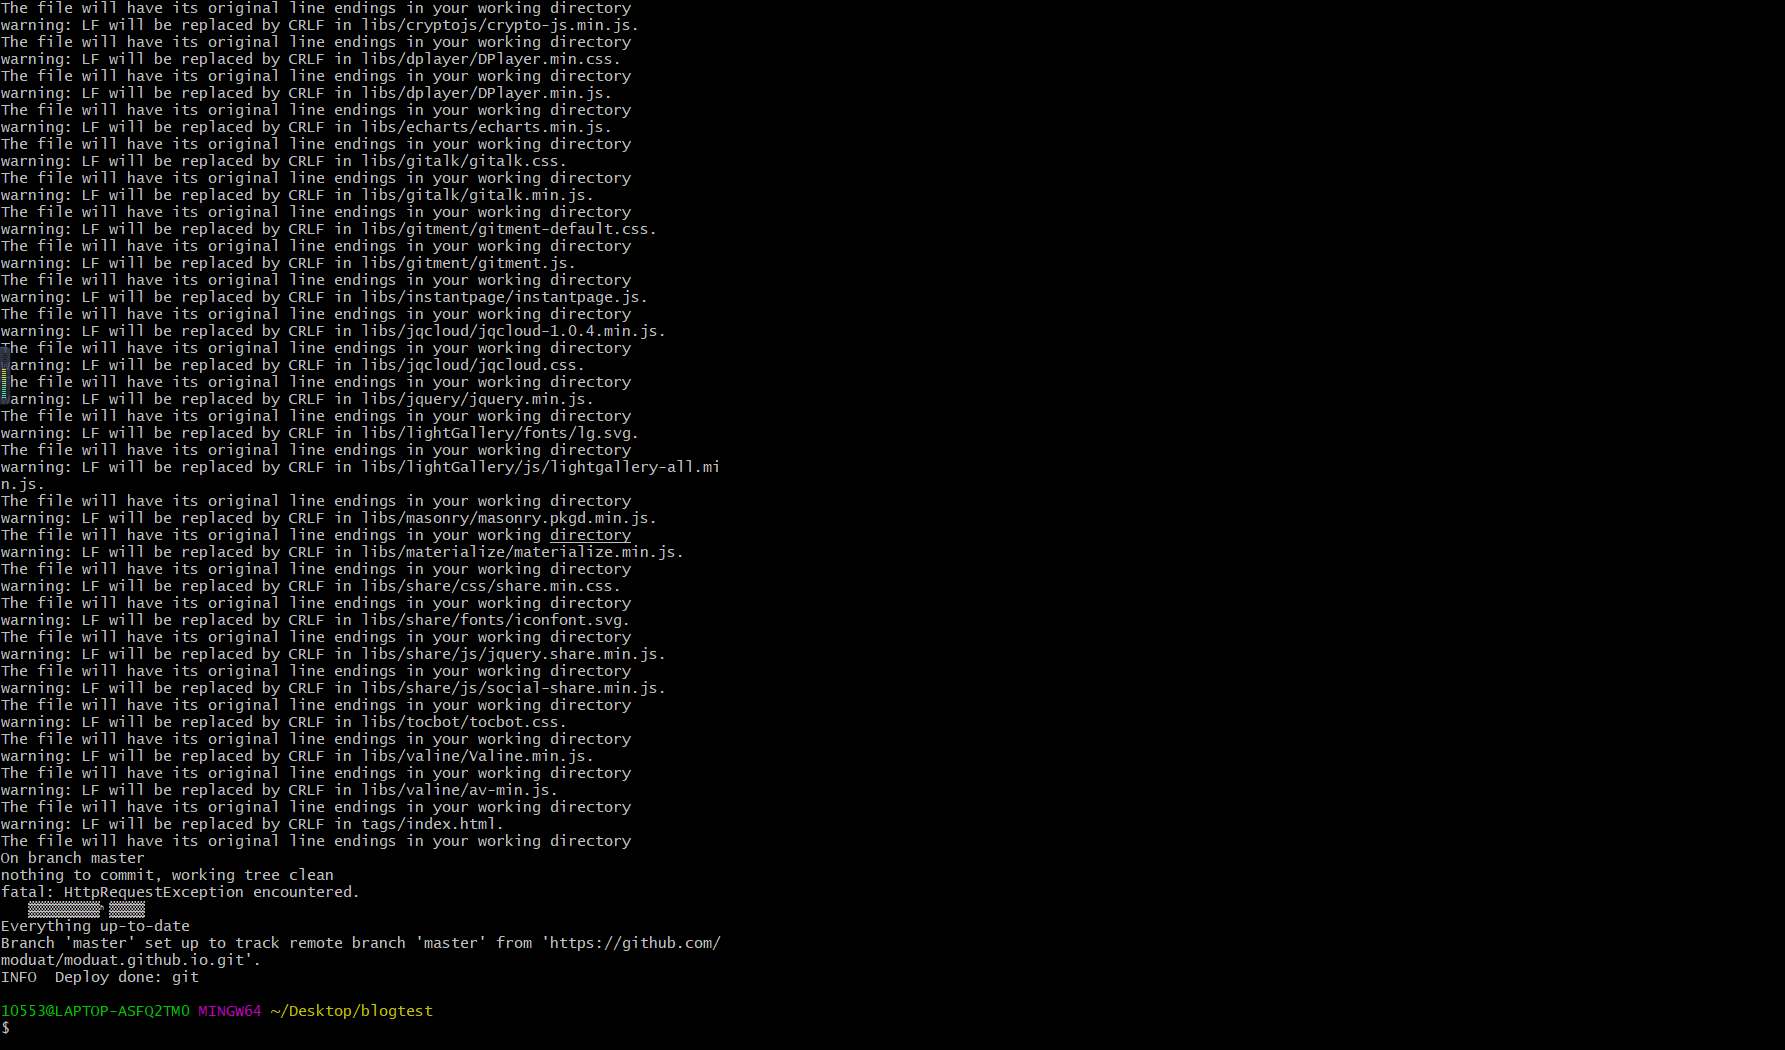 The file will have its original line endings in your working directory
warning: LF will be replaced by CRLF in libs/cryptojs/crypto-js.min.js.
The file will have its original line endings in your working directory
warning: LF will be replaced by CRLF in libs/dplayer/DPlayer.min.css.
The file will have its original line endings in your working directory
warning: LF will be replaced by CRLF in libs/dplayer/DPlayer.min.js.
The file will have its original line endings in your working directory
warning: LF will be replaced by CRLF in libs/echarts/echarts.min.js.
The file will have its original line endings in your working directory
warning: LF will be replaced by CRLF in libs/gitalk/gitalk.css.
The file will have its original line endings in your working directory
warning: LF will be replaced by CRLF in libs/gitalk/gitalk.min.js.
The file will have its original line endings in your working directory
warning: LF will be replaced by CRLF in libs/gitment/gitment-default.css.
The file will have its original line endings in your working directory
warning: LF will be replaced by CRLF in libs/gitment/gitment.js.
The file will have its original line endings in your working directory
warning: LF will be replaced by CRLF in libs/instantpage/instantpage.js.
The file will have its original line endings in your working directory
warning: LF will be replaced by CRLF in libs/jqcloud/jqcloud-1.0.4.min.js.
The file will have its original line endings in your working directory
warning: LF will be replaced by CRLF in libs/jqcloud/jqcloud.css.
The file will have its original line endings in your working directory
warning: LF will be replaced by CRLF in libs/jquery/jquery.min.js.
The file will have its original line endings in your working directory
warning: LF will be replaced by CRLF in libs/lightGallery/fonts/lg.svg.
The file will have its original line endings in your working directory
warning: LF will be replaced by CRLF in libs/lightGallery/js/lightgallery-all.mi
n.js.
The file will have its original line endings in your working directory
warning: LF will be replaced by CRLF in libs/masonry/masonry.pkgd.min.js.
The file will have its original line endings in your working directory
warning: LF will be replaced by CRLF in libs/materialize/materialize.min.js.
The file will have its original line endings in your working directory
warning: LF will be replaced by CRLF in libs/share/css/share.min.css.
The file will have its original line endings in your working directory
warning: LF will be replaced by CRLF in libs/share/fonts/iconfont.svg.
The file will have its original line endings in your working directory
warning: LF will be replaced by CRLF in libs/share/js/jquery.share.min.js.
The file will have its original line endings in your working directory
warning: LF will be replaced by CRLF in libs/share/js/social-share.min.js.
The file will have its original line endings in your working directory
warning: LF will be replaced by CRLF in libs/tocbot/tocbot.css.
The file will have its original line endings in your working directory
warning: LF will be replaced by CRLF in libs/valine/Valine.min.js.
The file will have its original line endings in your working directory
warning: LF will be replaced by CRLF in libs/valine/av-min.js.
The file will have its original line endings in your working directory
warning: LF will be replaced by CRLF in tags/index.html.
The file will have its original line endings in your working directory
On branch master
nothing to commit, working tree clean
fatal: HttpRequestException encountered.
Everything up-to-date
Branch 'master' set up to track remote branch 'master' from 'https://github.com/
moduat/moduat.github.io.git'.
INFO  Deploy done: git
10553@LAPTOP-ASFQ2TM0 MINGW64 ~/Desktop/blogtest
$